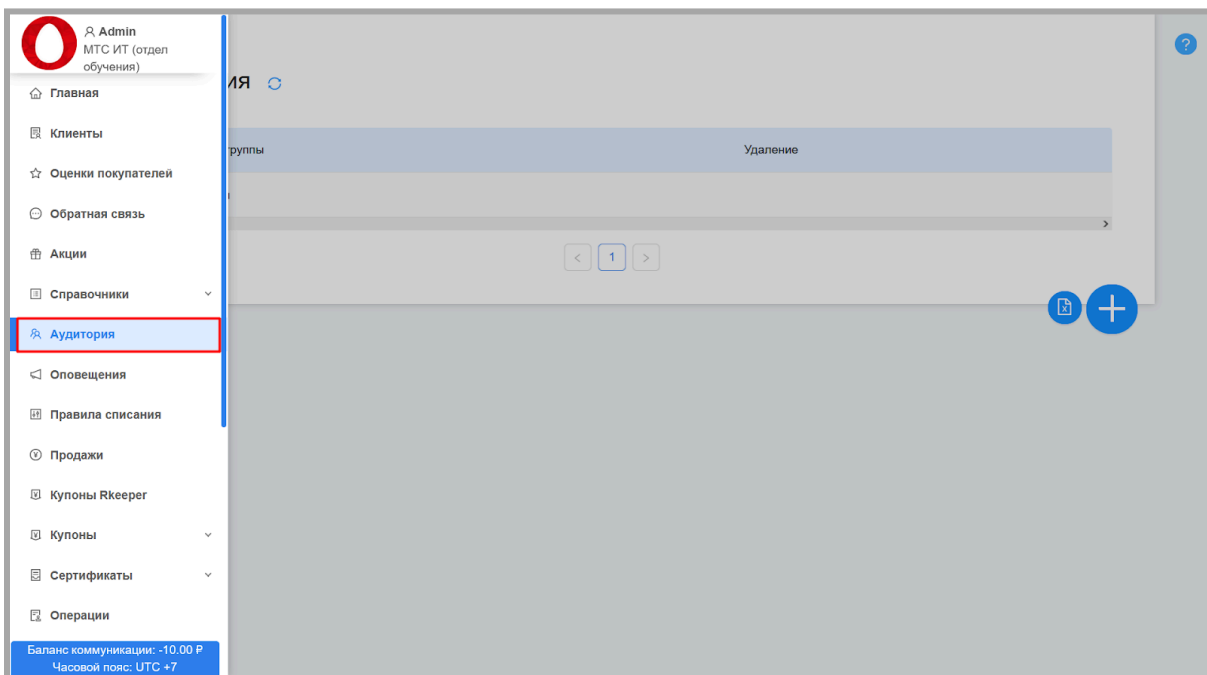 Admin
МТС ИТ (отдел
обучения)
Главная
Клиенты
Оценки покупателей
Обратная связь
Акции
Справочники
Аудитория
Оповещения
Правила списания
Продажи
Купоны Rkeeper
Купоны
Сертификаты
Операции
Баланс коммуникации: -10.00 ₽
Часовой пояс: UTC +7
ия
?
группы
Удаление
< 1 >